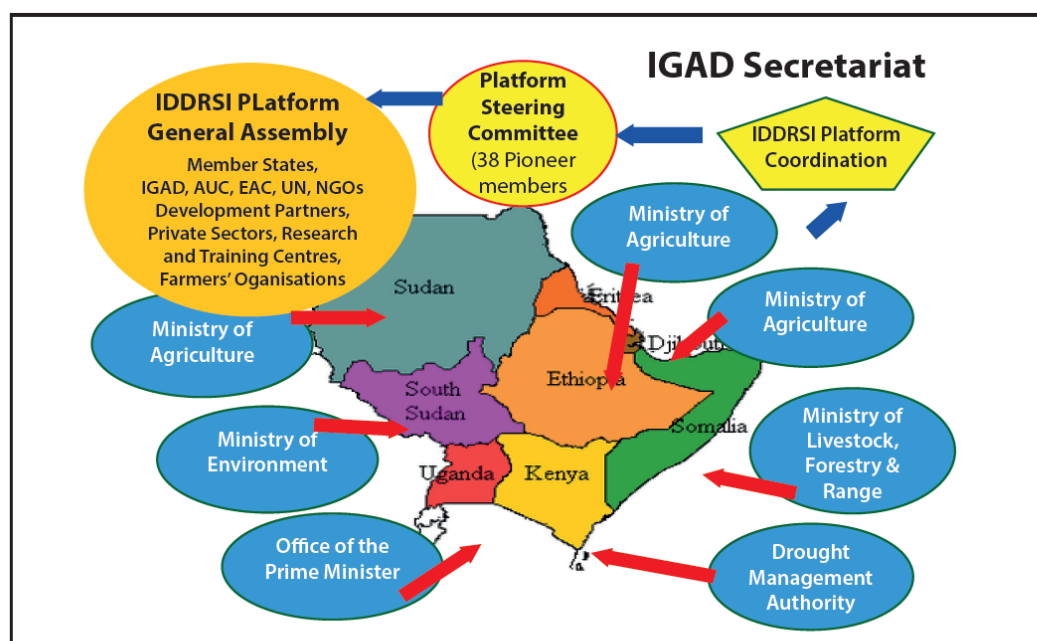 IGAD Secretariat
IDDRSI PLatform
General Assembly
Member States,
IGAD, AUC, EAC, UN, NGOs
Development Partners,
Private Sectors, Research
and Training Centres,
Farmers' Oganisations
Platform
Steering
Committee
(38 Pioneer
members
IDDRSI Platform
Coordination
Ministry of
Agriculture
Ministry of
Agriculture
Ministry of
Agriculture
Ministry of
Environment
Ministry of
Livestock,
Forestry &
Range
Office of the
Prime Minister
Drought
Management
Authority
Sudan
Eritrea
Djibouti
Ethiopia
South
Sudan
Somalia
Uganda
Kenya